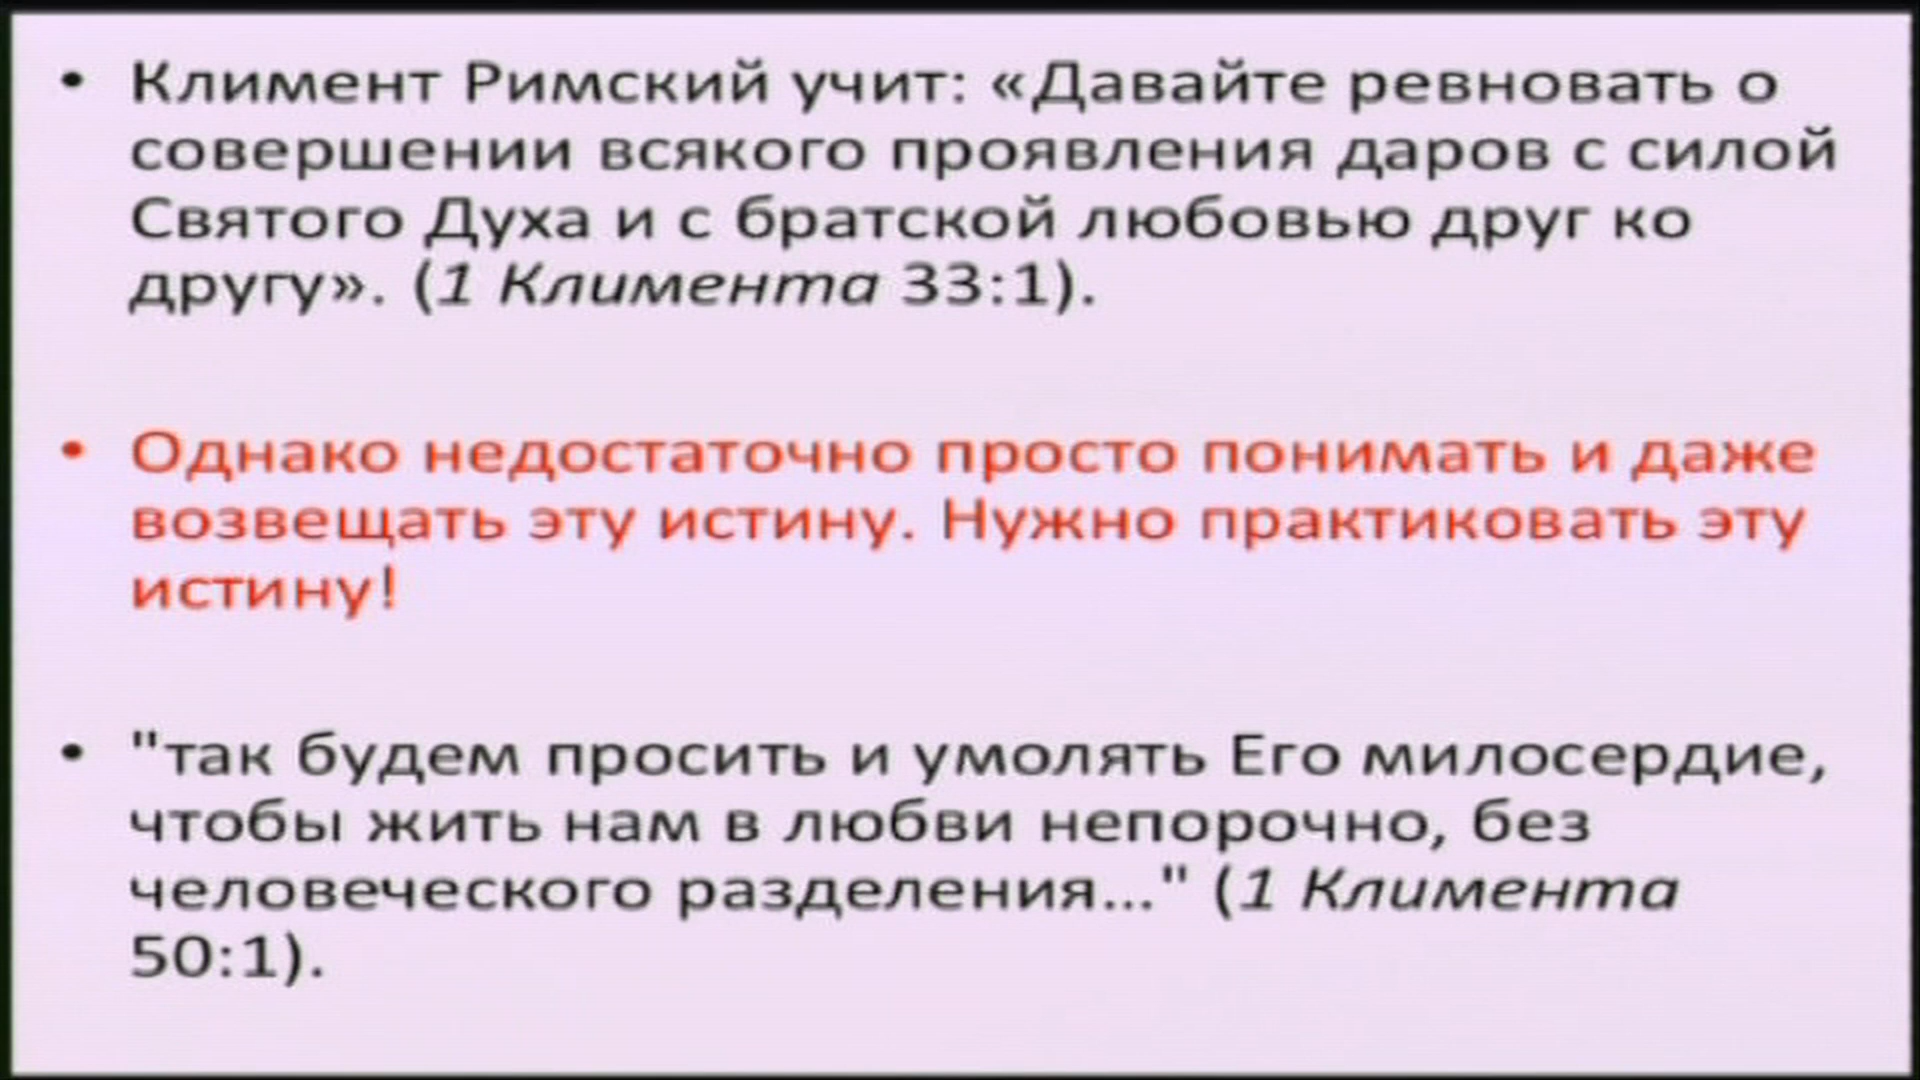 • Климент Римский учит: «Давайте ревновать о
совершении всякого проявления даров с силой
Святого Духа и с братской любовью друг ко
другу». (1 Климента 33:1).
• Однако недостаточно просто понимать и даже
возвещать эту истину. Нужно практиковать эту
истину!
• "так будем просить и умолять Его милосердие,
чтобы жить нам в любви непорочно, без
человеческого разделения..." (1 Климента
50:1).